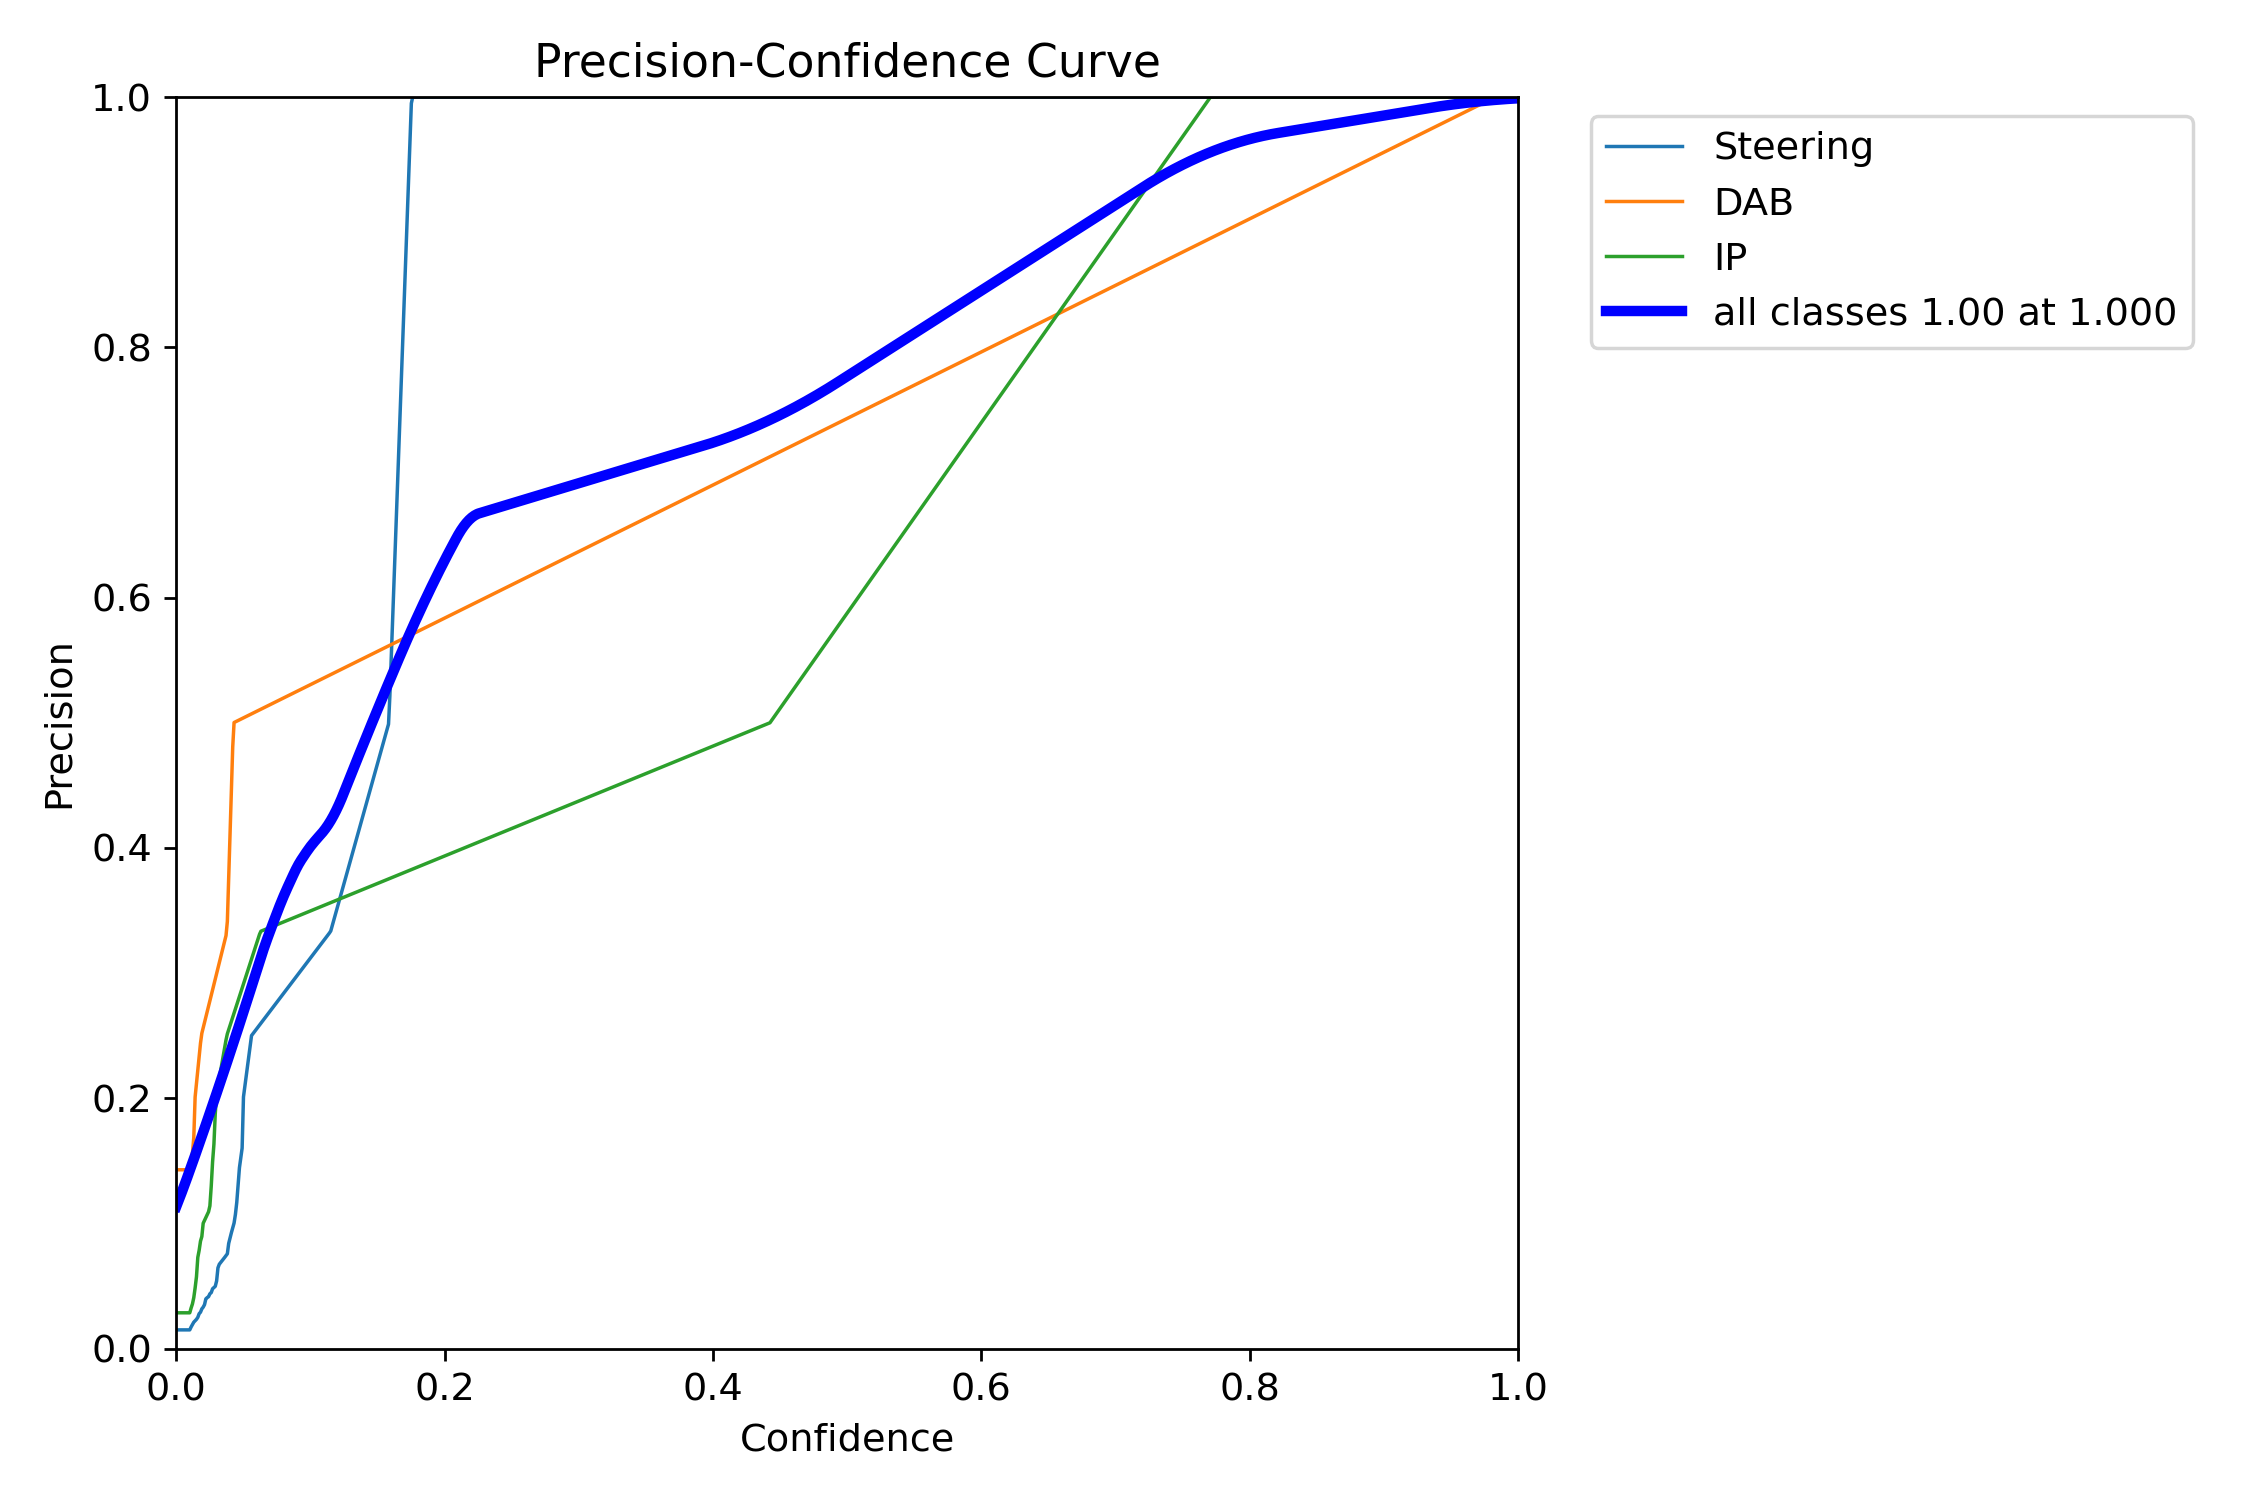 Precision-Confidence Curve
1.0
0.8
0.6
0.4
0.2
0.0
Precision
0.0 0.2 0.4 0.6 0.8 1.0
Confidence
Steering
DAB
IP
all classes 1.00 at 1.000